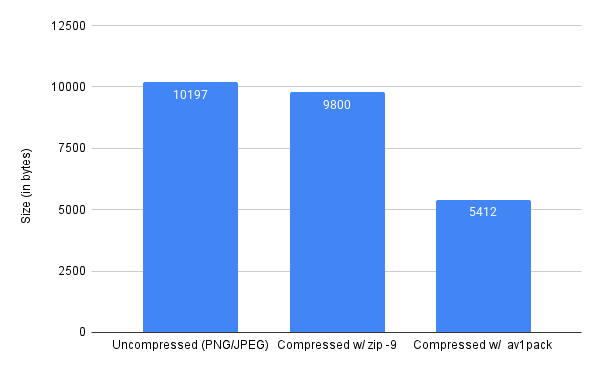 12500
10000
7500
5000
2500
0
Size (in bytes)
10197
9800
5412
Uncompressed (PNG/JPEG)
Compressed w/ zip -9
Compressed w/ av1pack